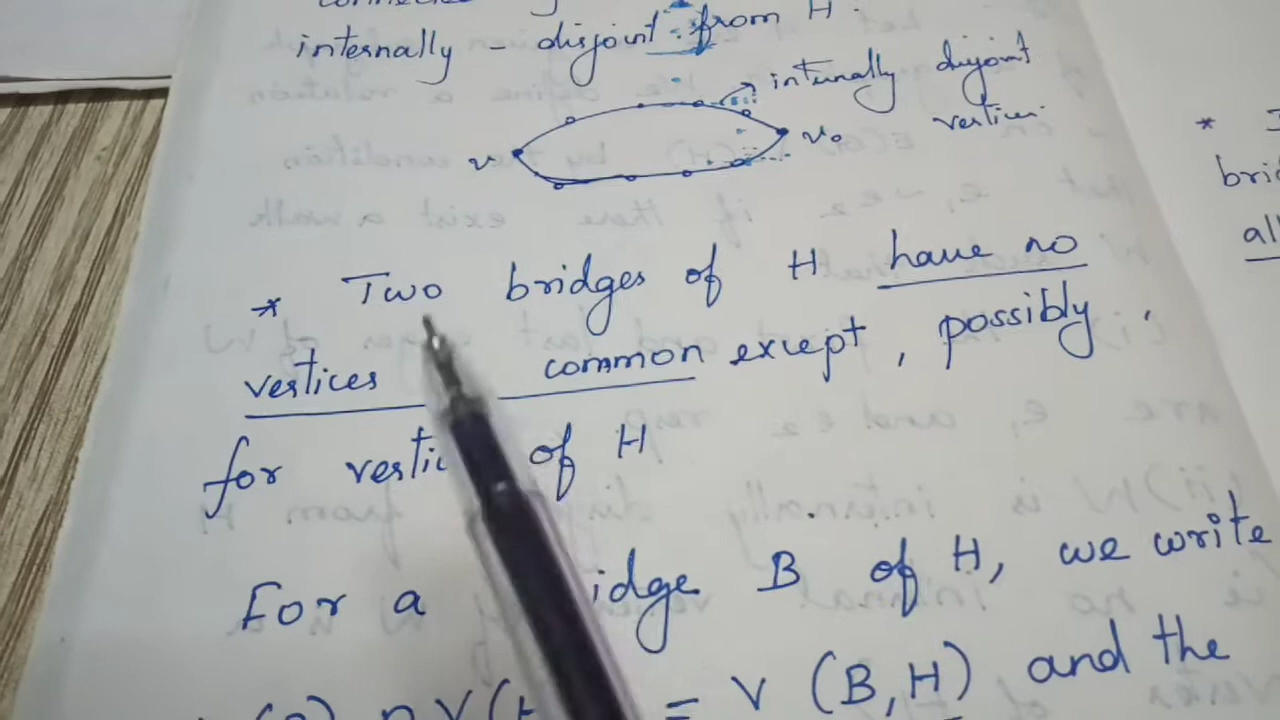 internally - disjoint from H.
internally disjoint
vertices.
v v₀
* Two bridges of H have no
vertices common except, possibly
for of H
For a B of H, we write
= V (B, H) and the
*
all